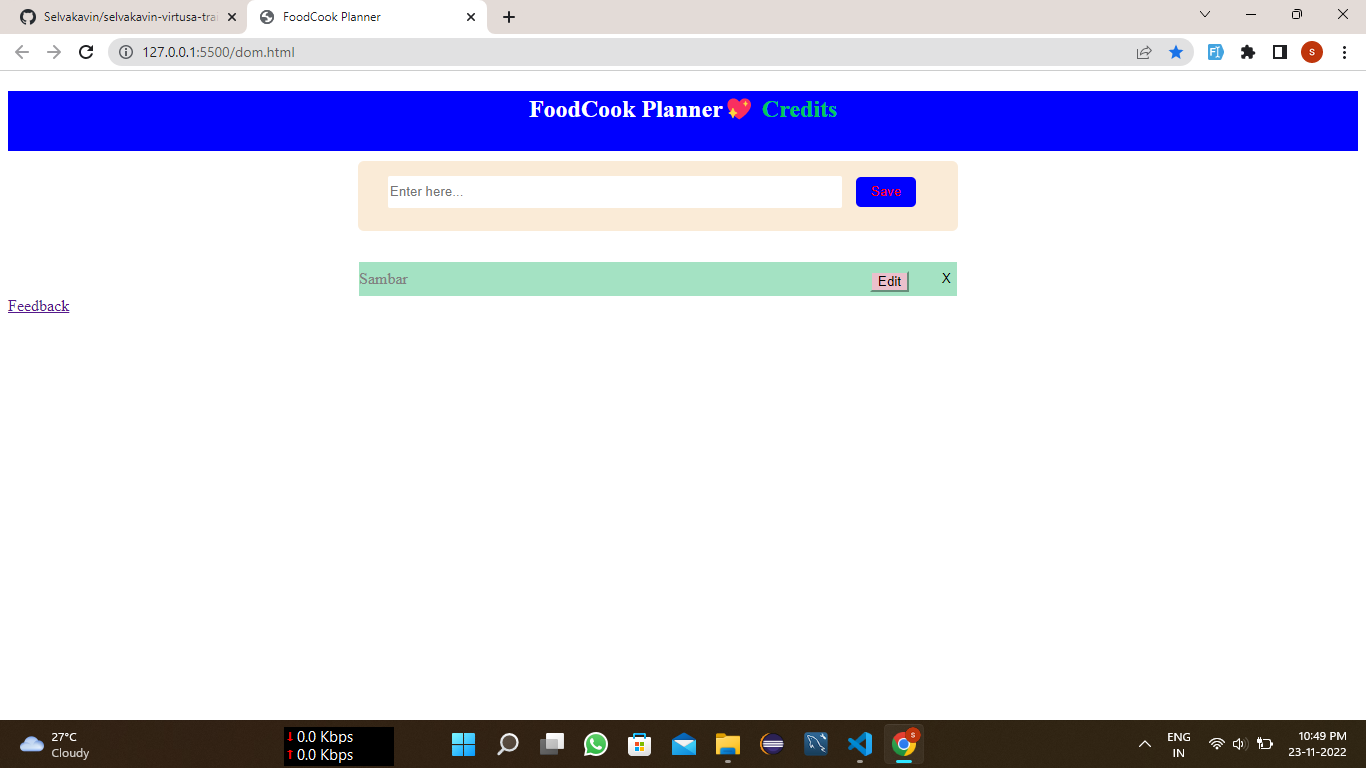 Selvakavin/selvakavin-virtusa-tra
FoodCook Planner
127.0.0.1:5500/dom.html
s
FoodCook Planner💖 Credits
Enter here...
Save
Sambar
Edit
X
Feedback
27°C
Cloudy
0.0 Kbps
0.0 Kbps
s
ENG
IN
10:49 PM
23-11-2022